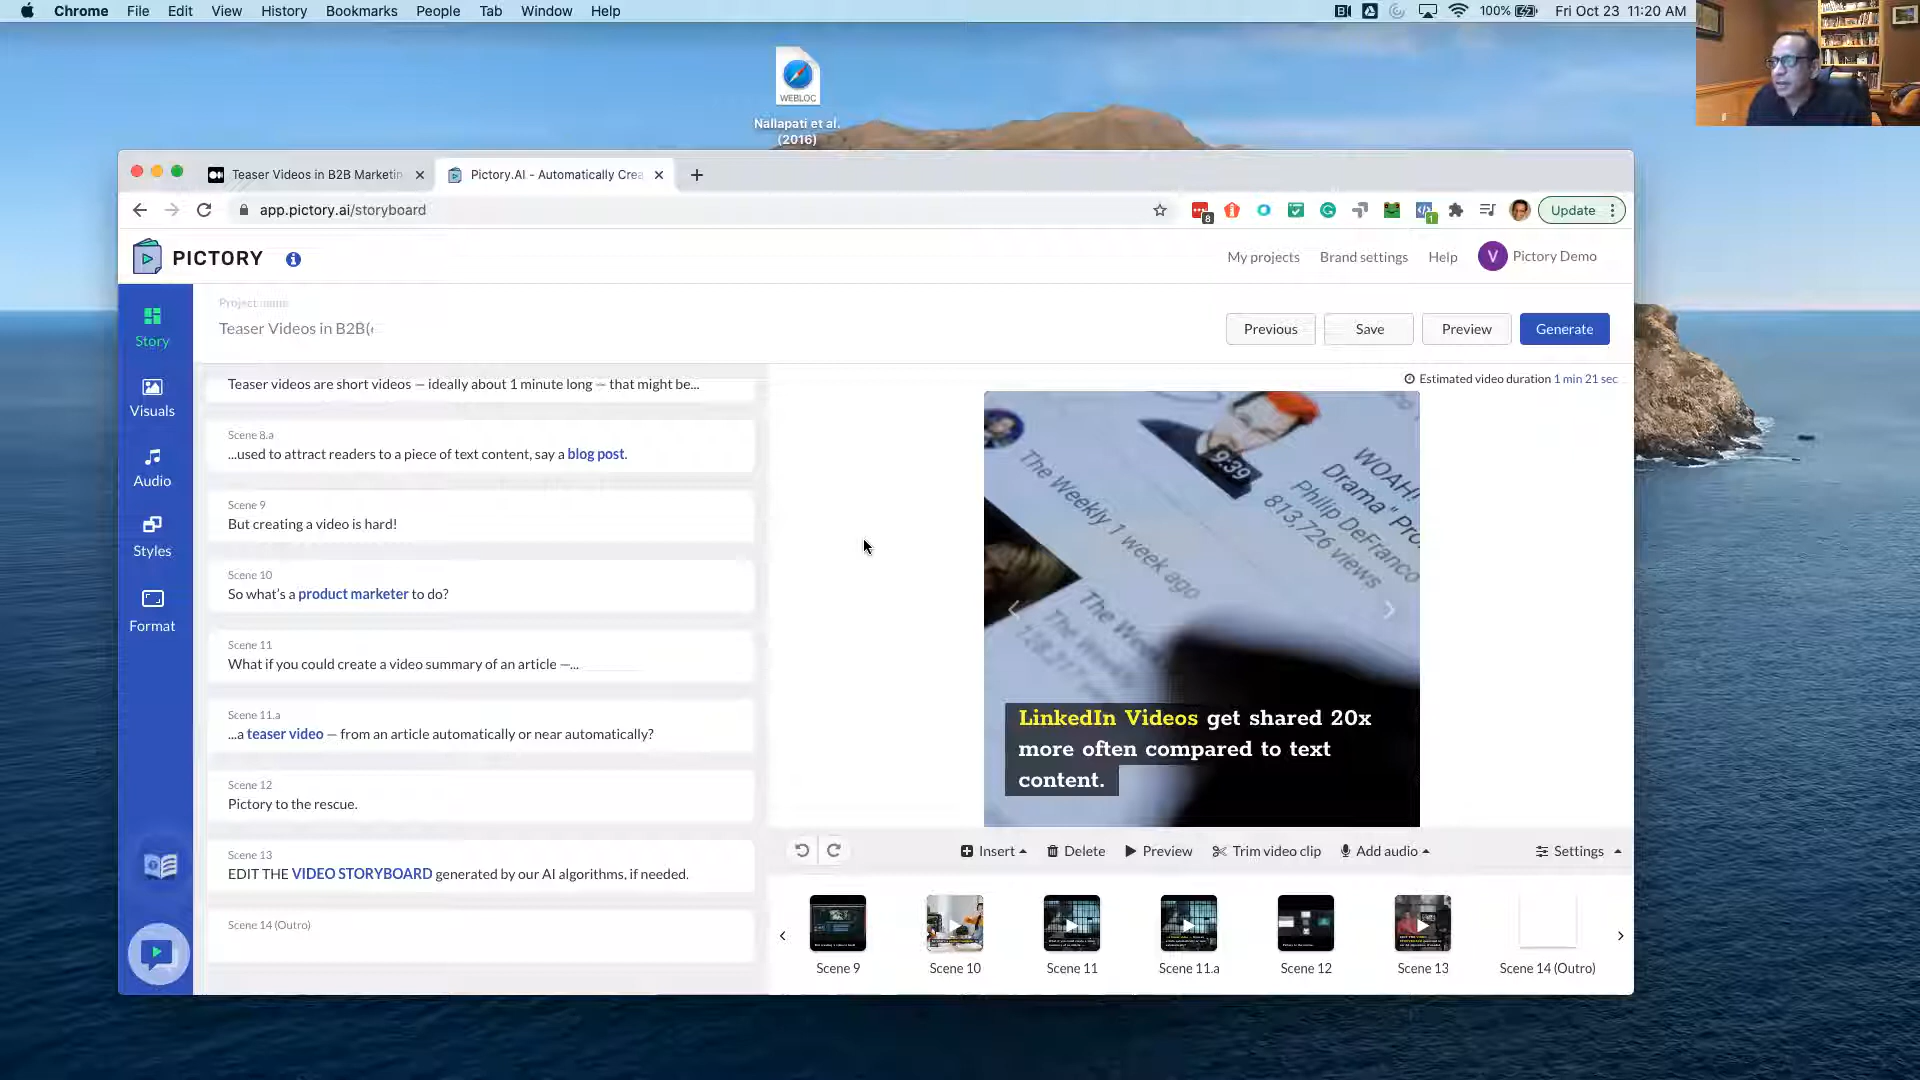 Chrome File Edit View History Bookmarks People Tab Window Help
100%
Fri Oct 23 11:20 AM
WEBLOC
Nallapati et al.
(2016)
Teaser Videos in B2B Marketin
Pictory.AI - Automatically Crea
app.pictory.ai/storyboard
8
1
Update
PICTORY
My projects
Brand settings
Help
V
Pictory Demo
Project name
Teaser Videos in B2B(
Previous
Save
Preview
Generate
Story
Visuals
Audio
Styles
Format
Teaser videos are short videos — ideally about 1 minute long — that might be...
Scene 8.a
...used to attract readers to a piece of text content, say a blog post.
Scene 9
But creating a video is hard!
Scene 10
So what's a product marketer to do?
Scene 11
What if you could create a video summary of an article —...
Scene 11.a
...a teaser video — from an article automatically or near automatically?
Scene 12
Pictory to the rescue.
Scene 13
EDIT THE VIDEO STORYBOARD generated by our AI algorithms, if needed.
Scene 14 (Outro)
Estimated video duration 1 min 21 sec
9:39
WOAH!
Drama" Pro
Philip DeFranco
813,726 views
The Weekly 1 week ago
LinkedIn Videos get shared 20x
more often compared to text
content.
Insert
Delete
Preview
Trim video clip
Add audio
Settings
Scene 9
Scene 10
Scene 11
Scene 11.a
Scene 12
Scene 13
Scene 14 (Outro)